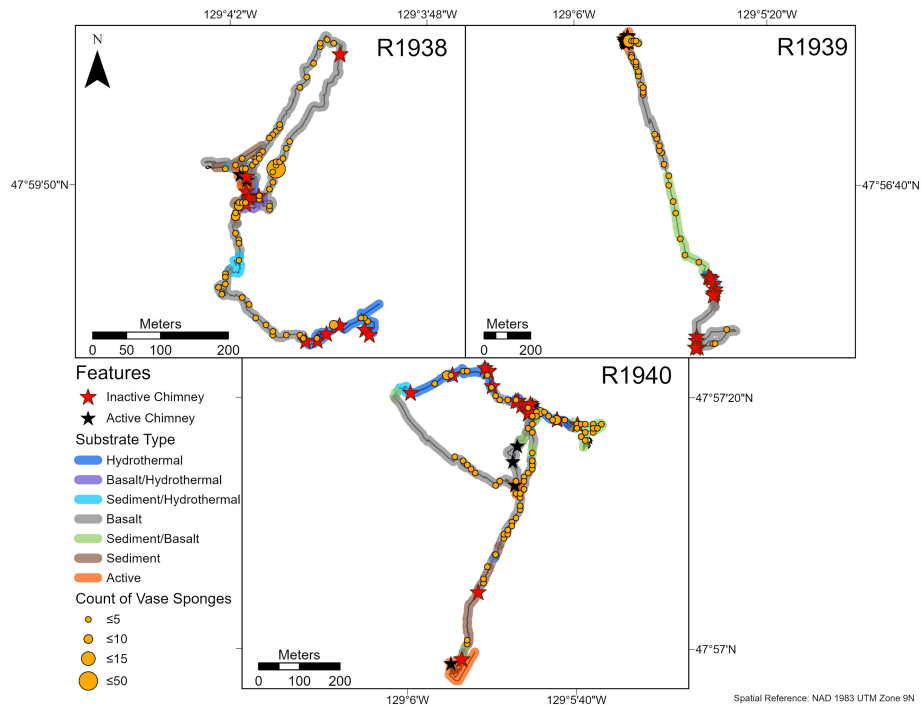 129°4'2"W
129°3'48"W
129°6'W
129°5'20"W
N
R1938
R1939
47°59'50"N
47°56'40"N
Meters
0 50 100 200
Meters
0 200
Features
Inactive Chimney
Active Chimney
Substrate Type
Hydrothermal
Basalt/Hydrothermal
Sediment/Hydrothermal
Basalt
Sediment/Basalt
Sediment
Active
Count of Vase Sponges
≤5
≤10
≤15
≤50
R1940
47°57'20"N
47°57'N
Meters
0 100 200
129°6'W
129°5'40"W
Spatial Reference: NAD 1983 UTM Zone 9N